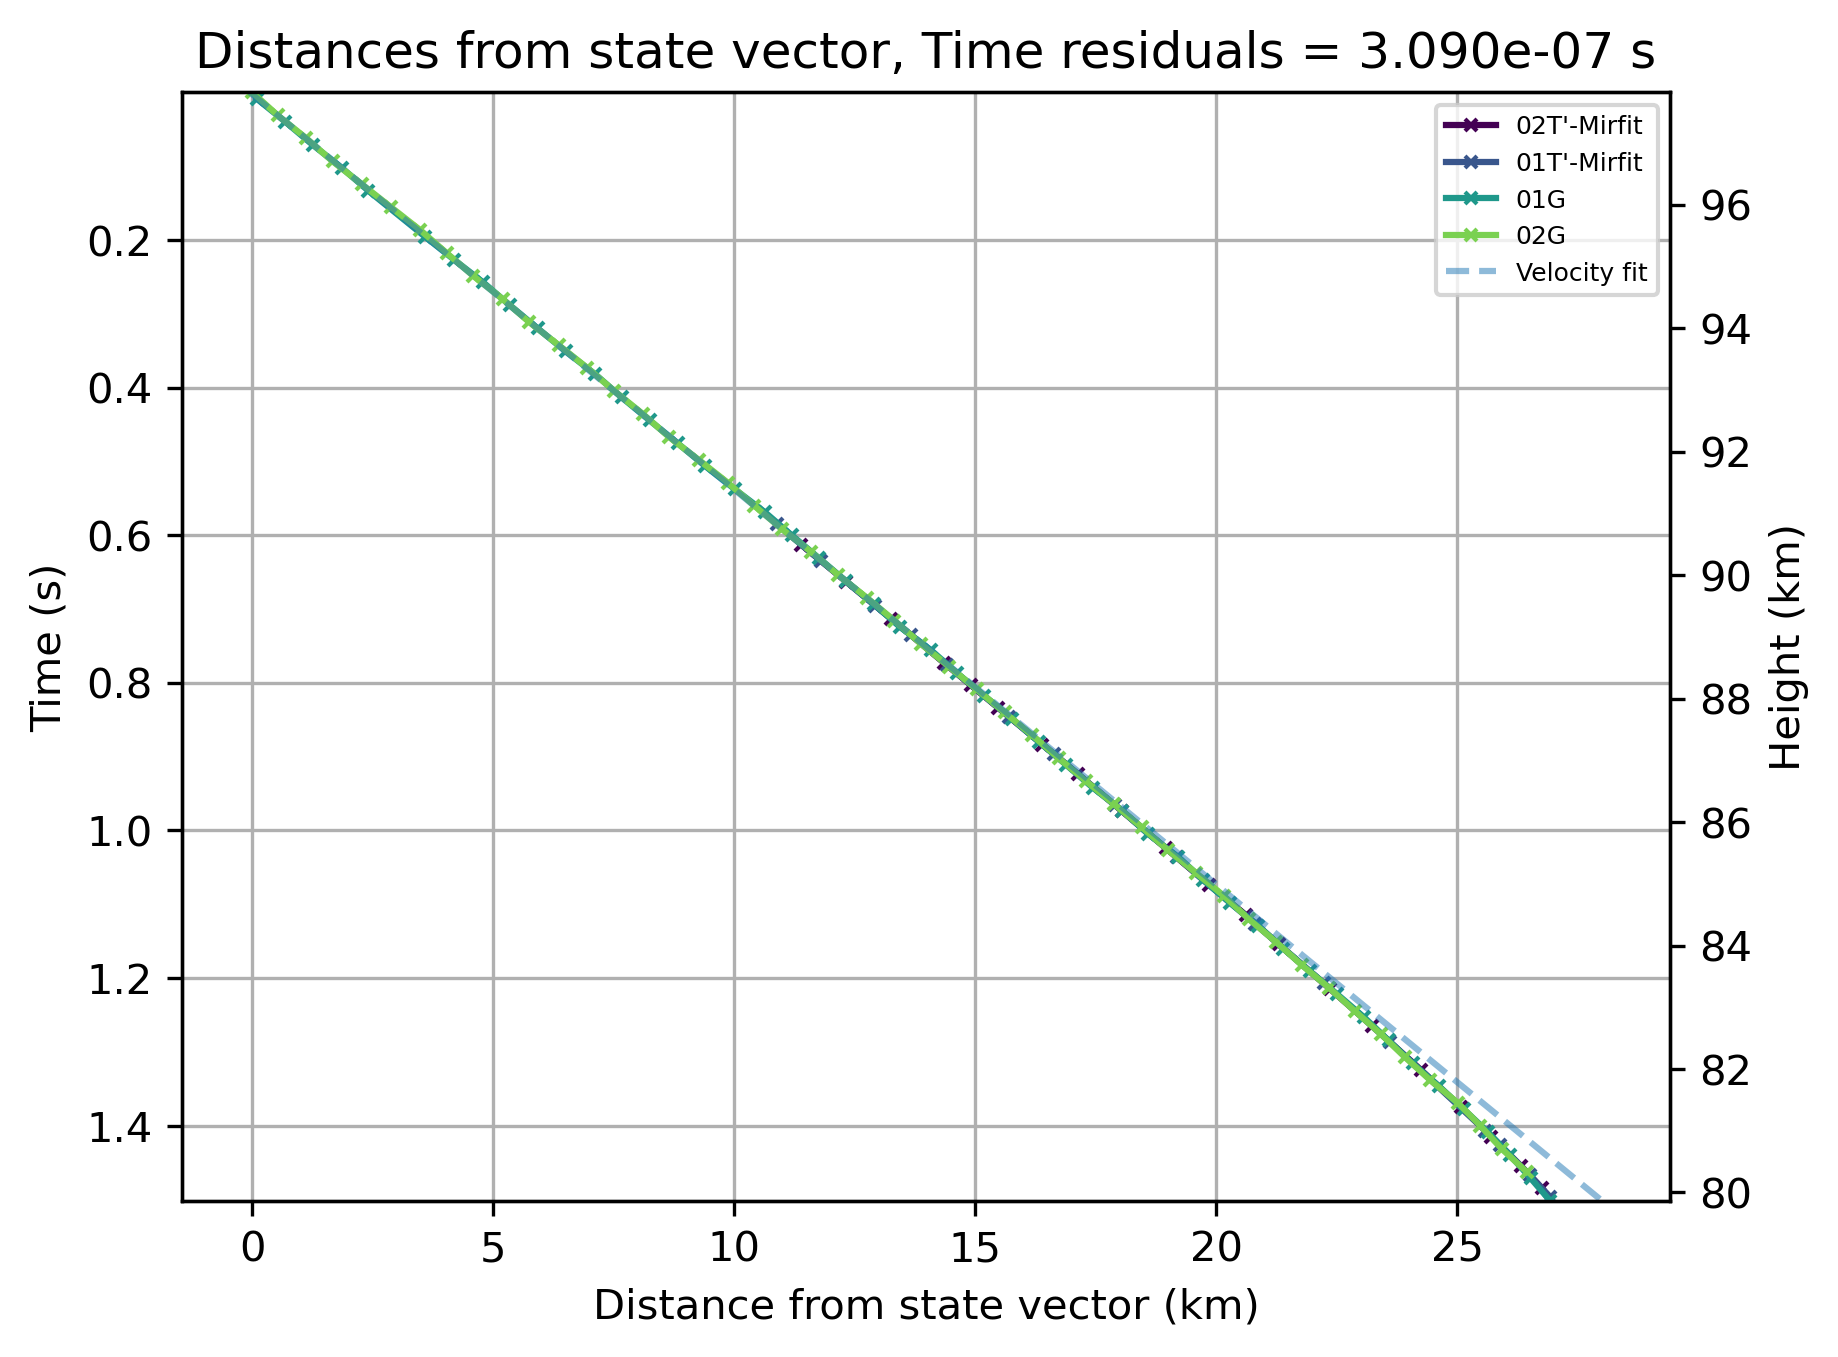 Distances from state vector, Time residuals = 3.090e-07 s
02T'-Mirfit
01T'-Mirfit
01G
02G
Velocity fit
Time (s)
0.2
0.4
0.6
0.8
1.0
1.2
1.4
96
94
92
90
88
86
84
82
80
Height (km)
0 5 10 15 20 25
Distance from state vector (km)